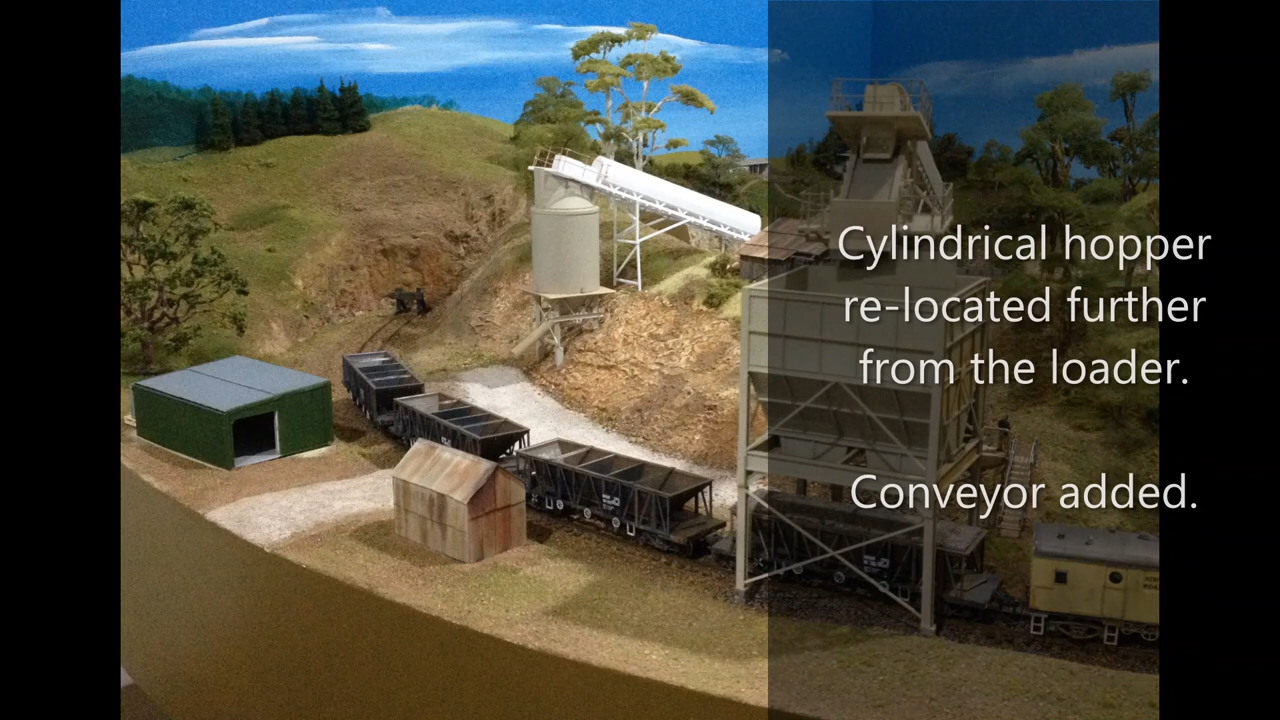 Cylindrical hopper
re-located further
from the loader.
Conveyor added.